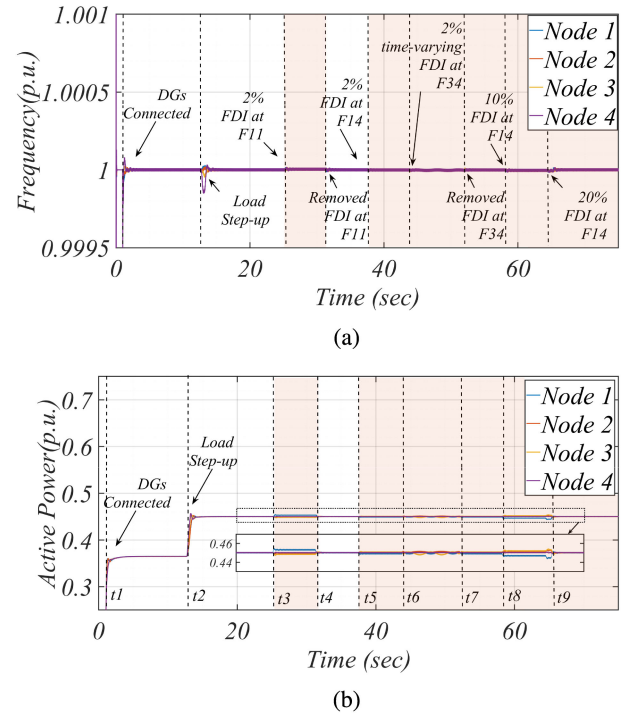 1.001
1.0005
1
0.9995
Frequency(p.u.)
DGs
Connected
Load
Step-up
2%
FDI at
F11
Removed
FDI at
F11
2%
FDI at
F14
2%
time-varying
FDI at
F34
Removed
FDI at
F34
10%
FDI at
F14
20%
FDI at
F14
Node 1
Node 2
Node 3
Node 4
0 20 40 60
Time (sec)
(a)
0.7
0.6
0.5
0.4
0.3
Active Power(p.u.)
DGs
Connected
Load
Step-up
Node 1
Node 2
Node 3
Node 4
0.46
0.44
t1 t2 t3 t4 t5 t6 t7 t8 t9
0 20 40 60
Time (sec)
(b)